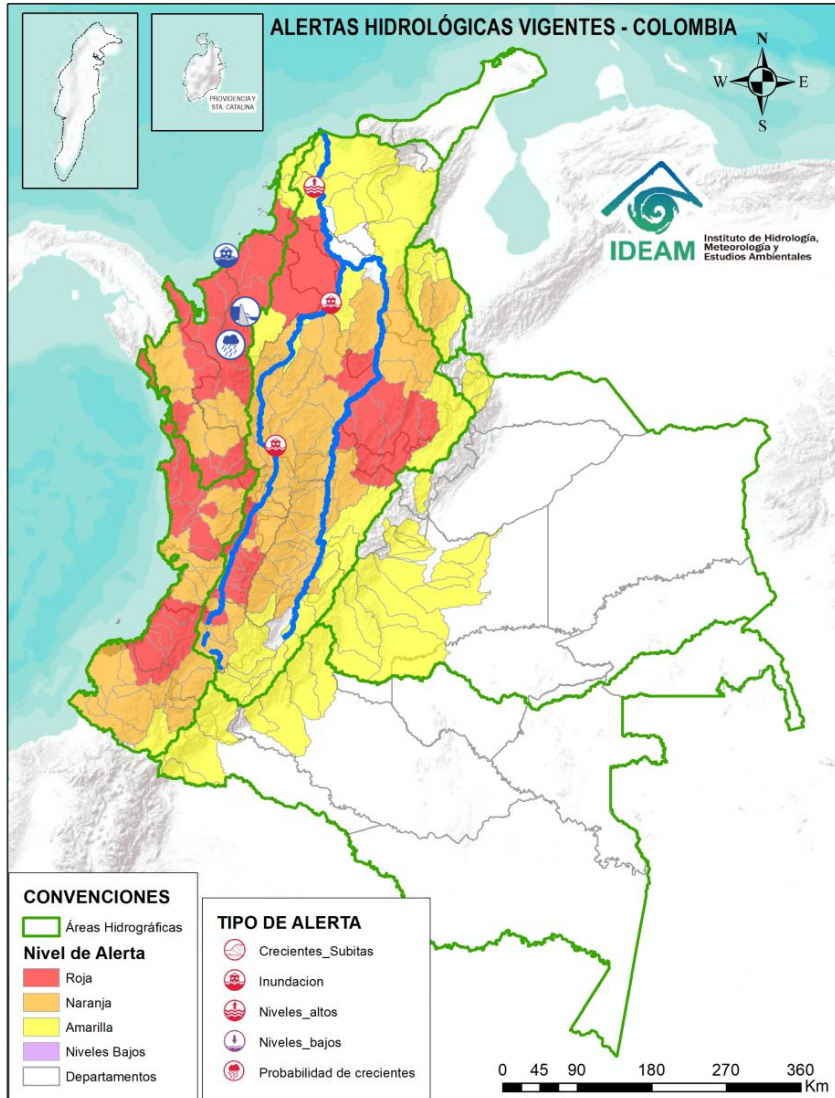 ALERTAS HIDROLÓGICAS VIGENTES - COLOMBIA
PROVIDENCIA Y
STA. CATALINA
N
W
E
S
IDEAM
Instituto de Hidrología,
Meteorología y
Estudios Ambientales
CONVENCIONES
Áreas Hidrográficas
Nivel de Alerta
Roja
Naranja
Amarilla
Niveles Bajos
Departamentos
TIPO DE ALERTA
Crecientes_Subitas
Inundacion
Niveles_altos
Niveles_bajos
Probabilidad de crecientes
0 45 90 180 270 360
Km